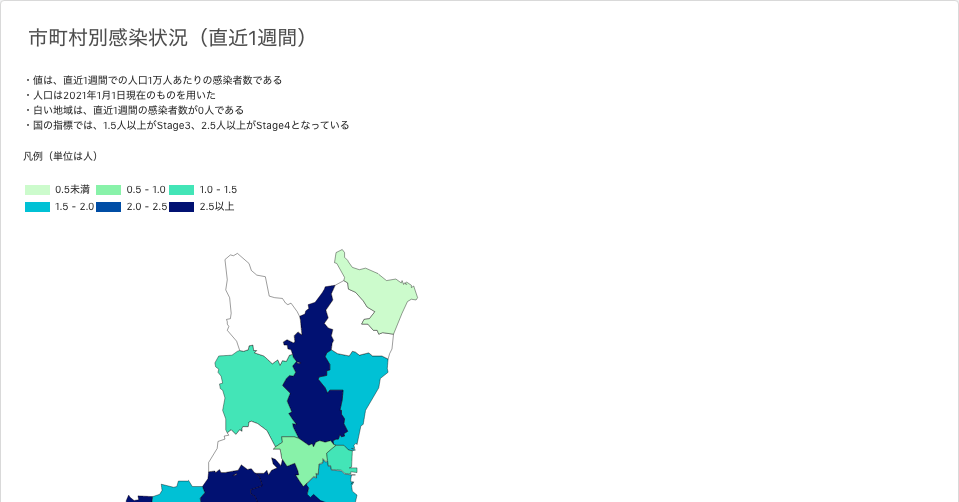 市町村別感染状況（直近1週間）
・値は、直近1週間での人口1万人あたりの感染者数である
・人口は2021年1月1日現在のものを用いた
・白い地域は、直近1週間の感染者数が0人である
・国の指標では、1.5人以上がStage3、2.5人以上がStage4となっている
凡例（単位は人）
0.5未満 0.5 - 1.0 1.0 - 1.5
1.5 - 2.0 2.0 - 2.5 2.5以上